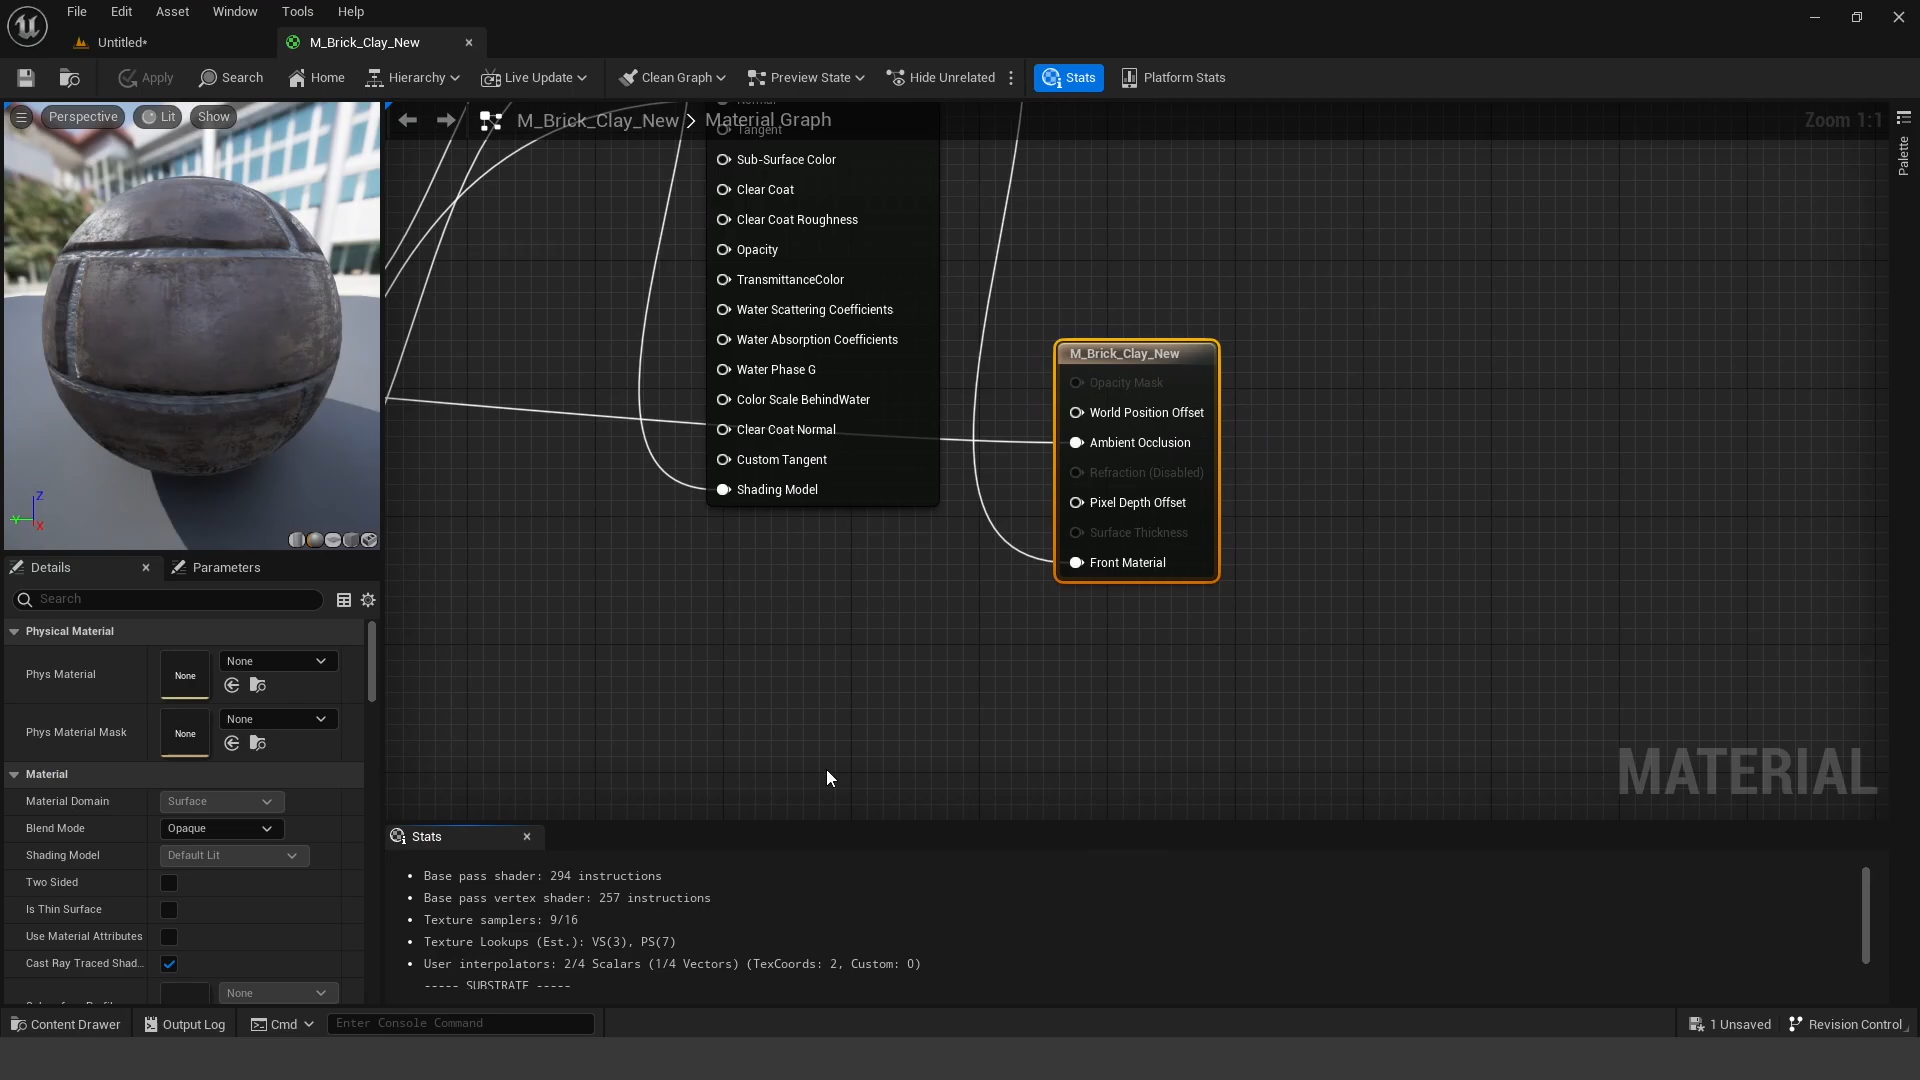 File Edit Asset Window Tools Help
Untitled* M_Brick_Clay_New
Apply Search Home Hierarchy Live Update Clean Graph Preview State Hide Unrelated Stats Platform Stats
Perspective Lit Show
M_Brick_Clay_New > Material Graph
Zoom 1:1
Palette
Normal
Tangent
Sub-Surface Color
Clear Coat
Clear Coat Roughness
Opacity
TransmittanceColor
Water Scattering Coefficients
Water Absorption Coefficients
Water Phase G
Color Scale BehindWater
Clear Coat Normal
Custom Tangent
Shading Model
M_Brick_Clay_New
Opacity Mask
World Position Offset
Ambient Occlusion
Refraction (Disabled)
Pixel Depth Offset
Surface Thickness
Front Material
MATERIAL
Z
Y
X
Details Parameters
Search
Physical Material
Phys Material None None
Phys Material Mask None None
Material
Material Domain Surface
Blend Mode Opaque
Shading Model Default Lit
Two Sided
Is Thin Surface
Use Material Attributes
Cast Ray Traced Shad...
None
Stats
• Base pass shader: 294 instructions
• Base pass vertex shader: 257 instructions
• Texture samplers: 9/16
• Texture Lookups (Est.): VS(3), PS(7)
• User interpolators: 2/4 Scalars (1/4 Vectors) (TexCoords: 2, Custom: 0)
----- SUBSTRATE -----
Content Drawer Output Log Cmd Enter Console Command 1 Unsaved Revision Control